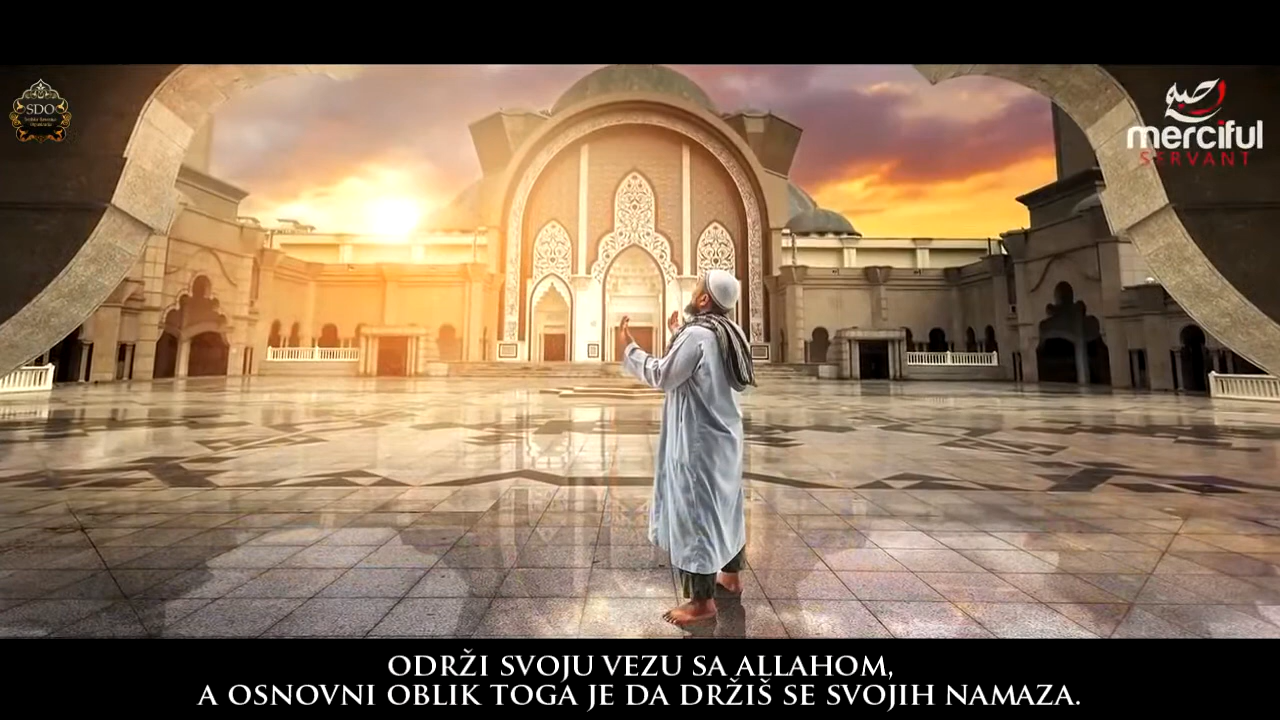 SDO
merciful
SERVANT
ODRŽI SVOJU VEZU SA ALLAHOM,
A OSNOVNI OBLIK TOGA JE DA DRŽIŠ SE SVOJIH NAMAZA.